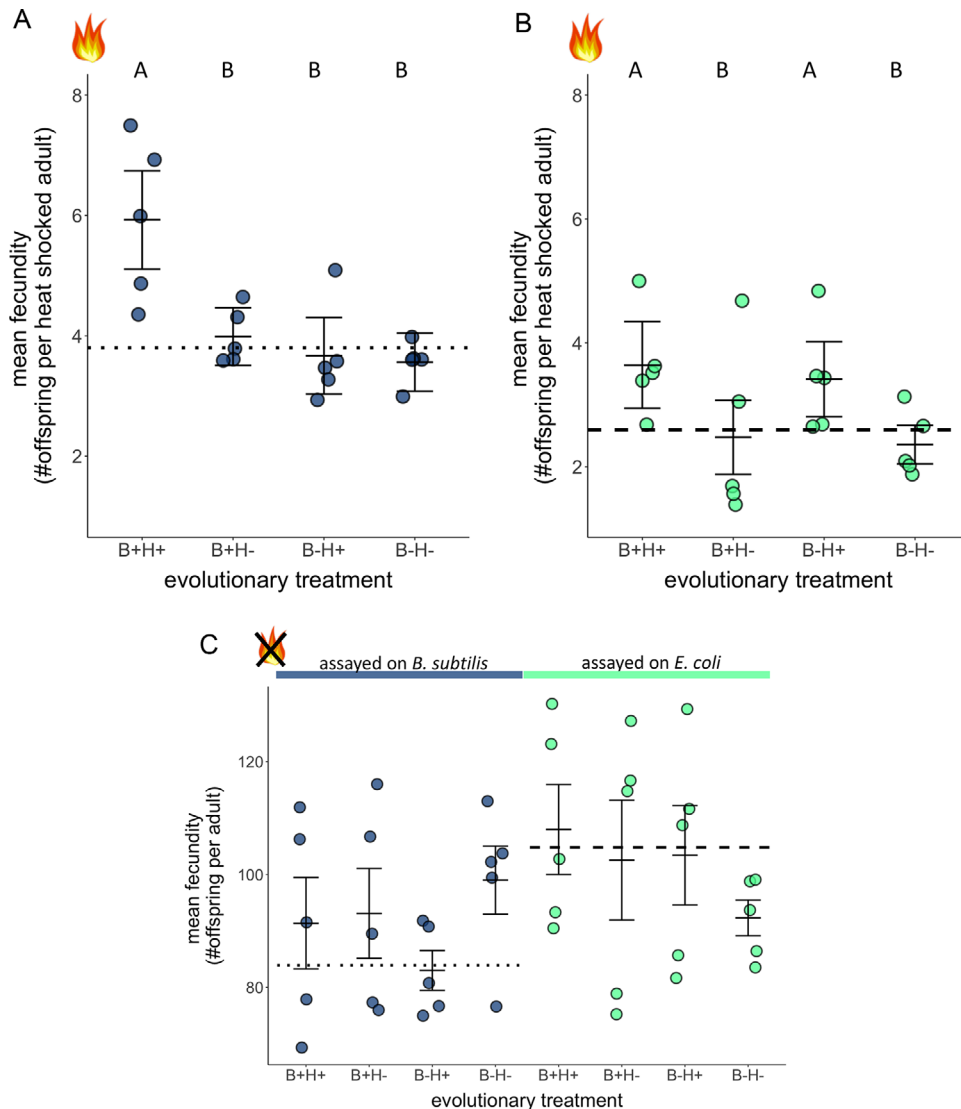 A
A B B B
8
6
4
2
mean fecundity
(#offspring per heat shocked adult)
B+H+ B+H- B-H+ B-H-
evolutionary treatment
B
A B A B
8
6
4
2
mean fecundity
(#offspring per heat shocked adult)
B+H+ B+H- B-H+ B-H-
evolutionary treatment
C
assayed on B. subtilis assayed on E. coli
120
100
80
mean fecundity
(#offspring per adult)
B+H+ B+H- B-H+ B-H- B+H+ B+H- B-H+ B-H-
evolutionary treatment